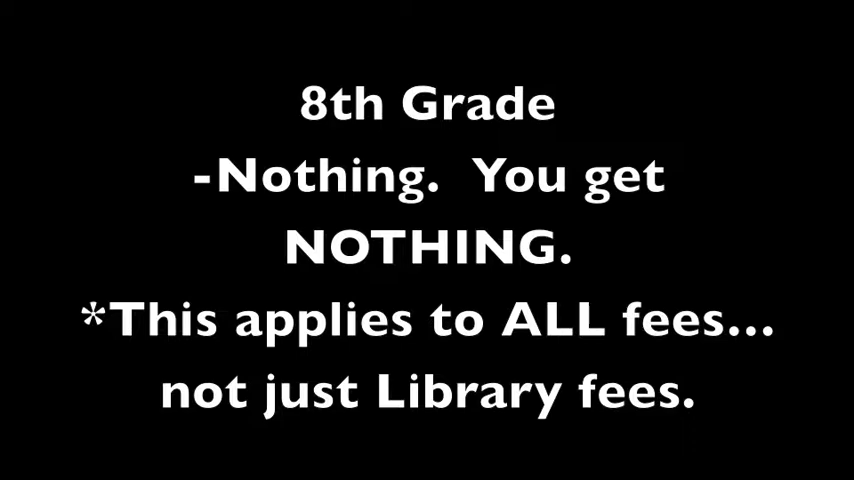 8th Grade
-Nothing.  You get
NOTHING.
*This applies to ALL fees...
not just Library fees.